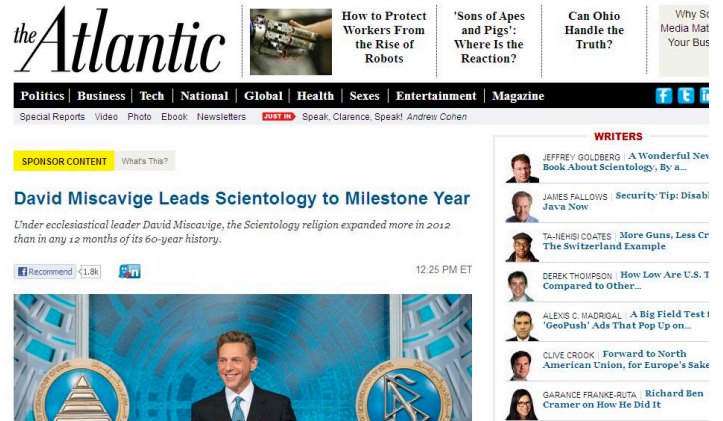 the Atlantic
How to Protect
Workers From
the Rise of
Robots
'Sons of Apes
and Pigs':
Where Is the
Reaction?
Can Ohio
Handle the
Truth?
Why
Media
Your
Politics | Business | Tech | National | Global | Health | Sexes | Entertainment | Magazine
Special Reports Video Photo Ebook Newsletters JUST IN Speak, Clarence, Speak! Andrew Cohen
SPONSOR CONTENT What's This?
David Miscavige Leads Scientology to Milestone Year
Under ecclesiastical leader David Miscavige, the Scientology religion expanded more in 2012
than in any 12 months of its 60-year history.
Recommend 1.8k
12:25 PM ET
WRITERS
JEFFREY GOLDBERG | A Wonderful
Book About Scientology, By a...
JAMES FALLOWS | Security Tip:
Java Now
TA-NEHISI COATES | More Guns, Less
The Switzerland Example
DEREK THOMPSON | How Low Are U.S.
Compared to Other...
ALEXIS C. MADRIGAL | A Big Field Test
'GeoPush' Ads That Pop Up on...
CLIVE CROOK | Forward to North
American Union, for Europe's Sake
GARANCE FRANKE-RUTA | Richard Ben
Cramer on How He Did It